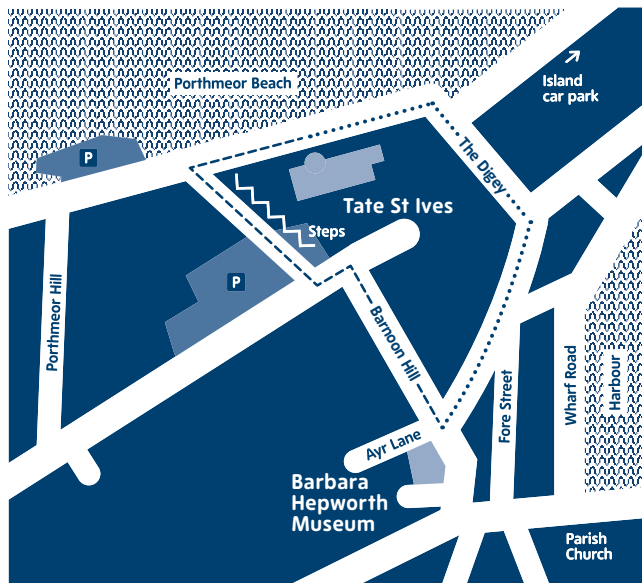 Porthmeor Beach
Island
car park
P
The Digey
Tate St Ives
Steps
P
Porthmeor Hill
Barnoon Hill
Fore Street
Wharf Road
Harbour
Ayr Lane
Barbara
Hepworth
Museum
Parish
Church